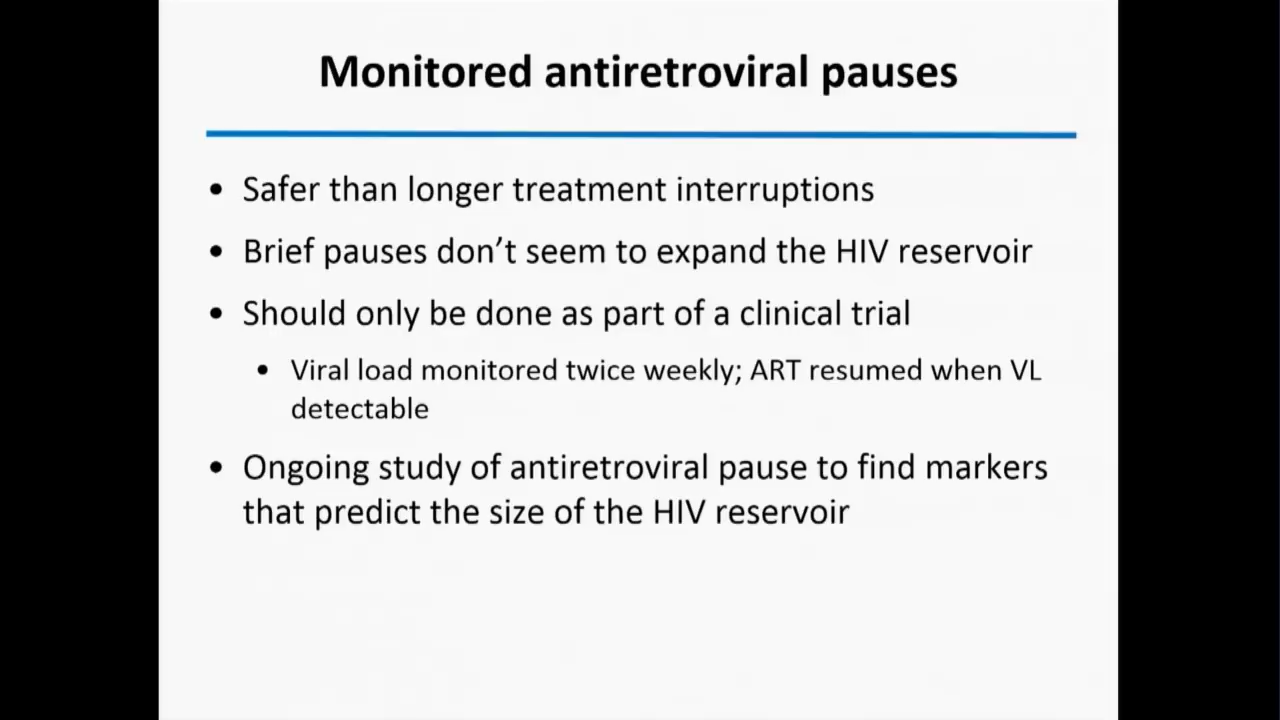 Monitored antiretroviral pauses
• Safer than longer treatment interruptions
• Brief pauses don’t seem to expand the HIV reservoir
• Should only be done as part of a clinical trial
• Viral load monitored twice weekly; ART resumed when VL
detectable
• Ongoing study of antiretroviral pause to find markers
that predict the size of the HIV reservoir